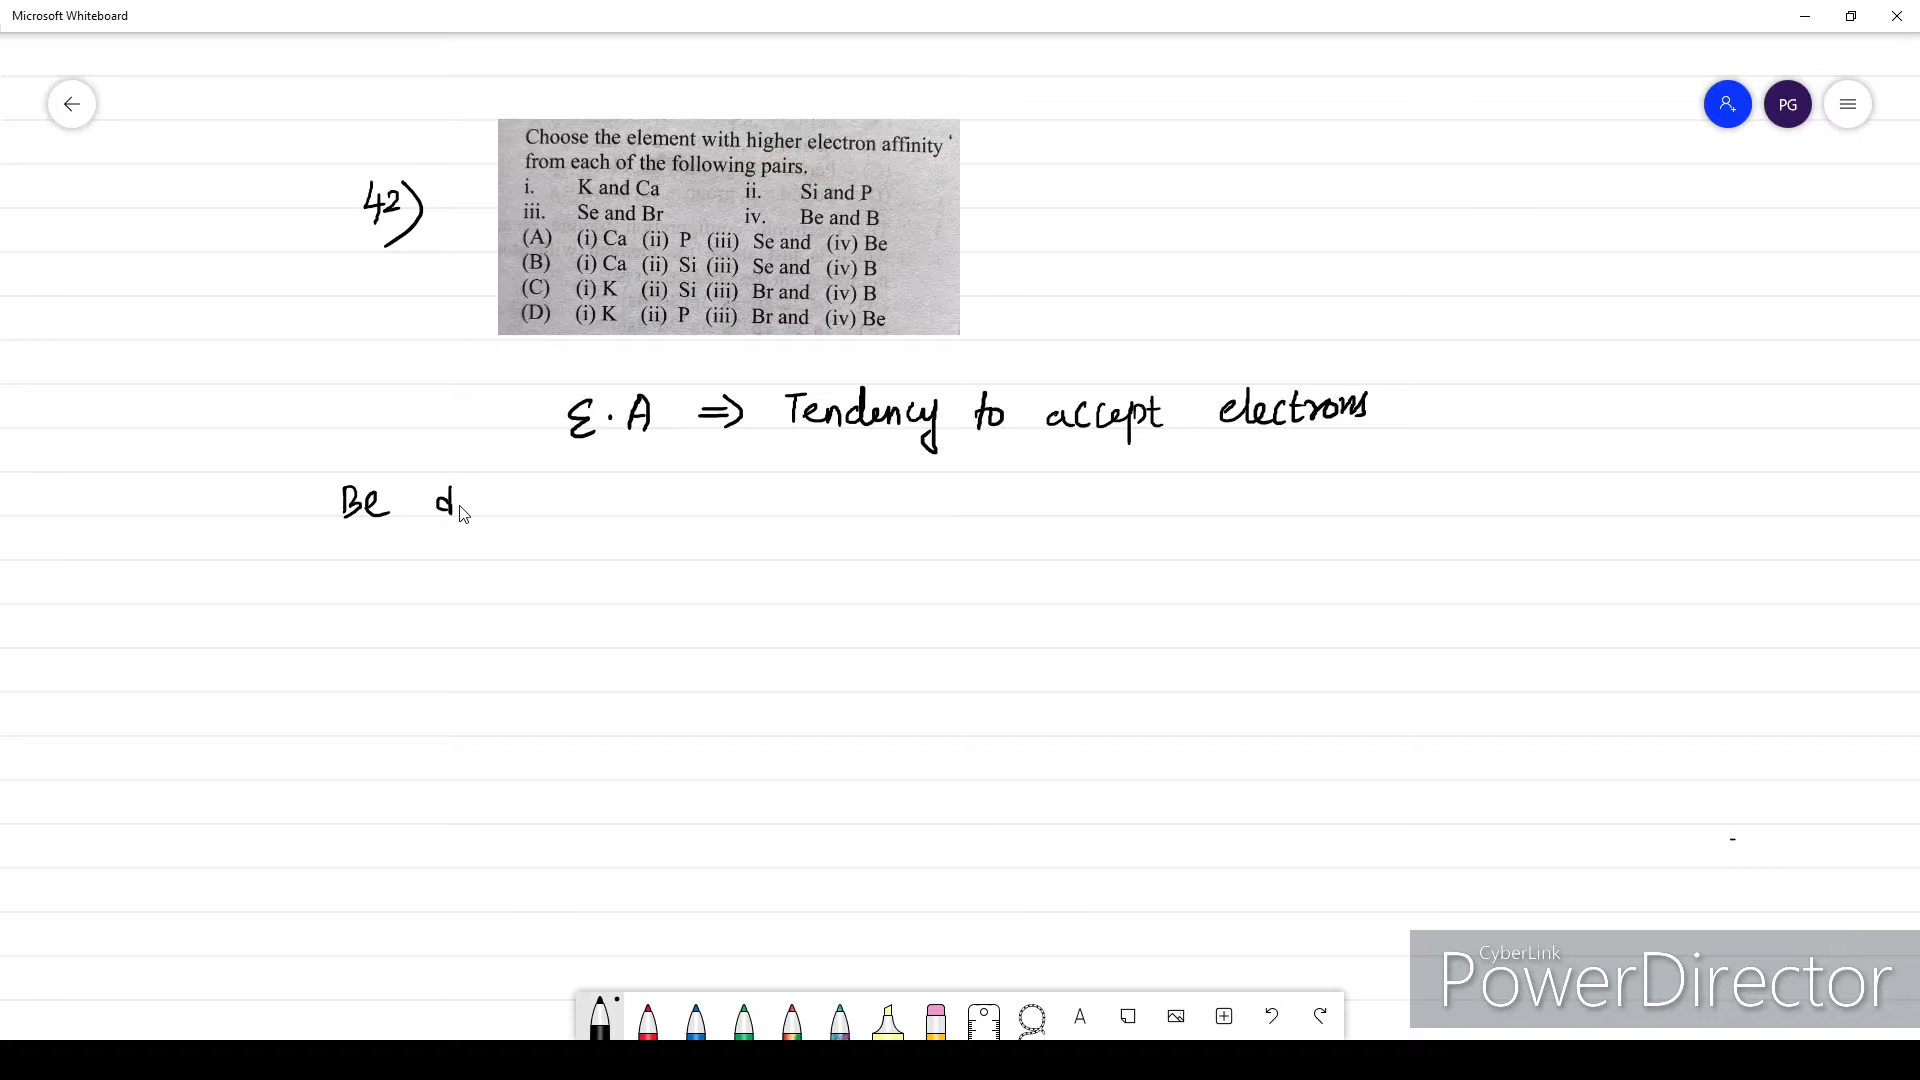 Microsoft Whiteboard
PG
42)
Choose the element with higher electron affinity
from each of the following pairs.
i. K and Ca ii. Si and P
iii. Se and Br iv. Be and B
(A) (i) Ca (ii) P (iii) Se and (iv) Be
(B) (i) Ca (ii) Si (iii) Se and (iv) B
(C) (i) K (ii) Si (iii) Br and (iv) B
(D) (i) K (ii) P (iii) Br and (iv) Be
E.A ⇒ Tendency to accept electrons
Be d
CyberLink
PowerDirector
A